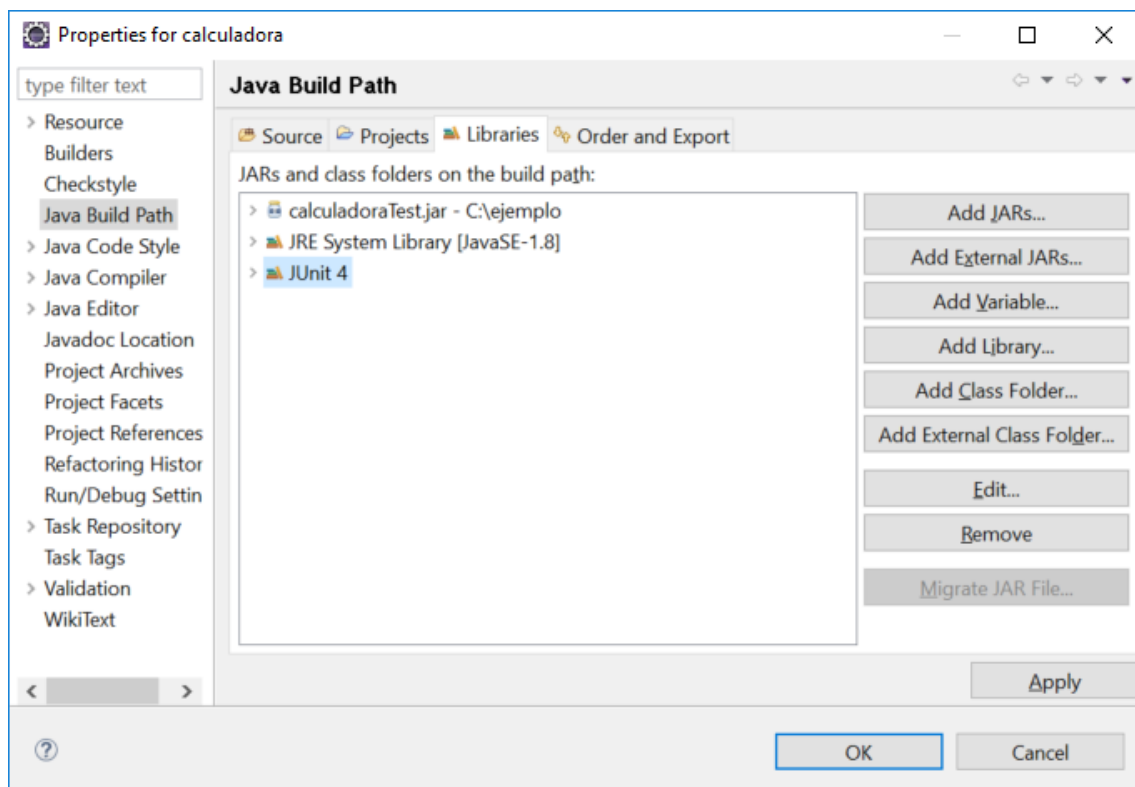 Properties for calculadora
type filter text
Resource
Builders
Checkstyle
Java Build Path
Java Code Style
Java Compiler
Java Editor
Javadoc Location
Project Archives
Project Facets
Project References
Refactoring Histor
Run/Debug Settin
Task Repository
Task Tags
Validation
WikiText
Java Build Path
Source Projects Libraries Order and Export
JARs and class folders on the build path:
calculadoraTest.jar - C:\ejemplo
JRE System Library [JavaSE-1.8]
JUnit 4
Add JARs...
Add External JARs...
Add Variable...
Add Library...
Add Class Folder...
Add External Class Folder...
Edit...
Remove
Migrate JAR File...
Apply
OK Cancel